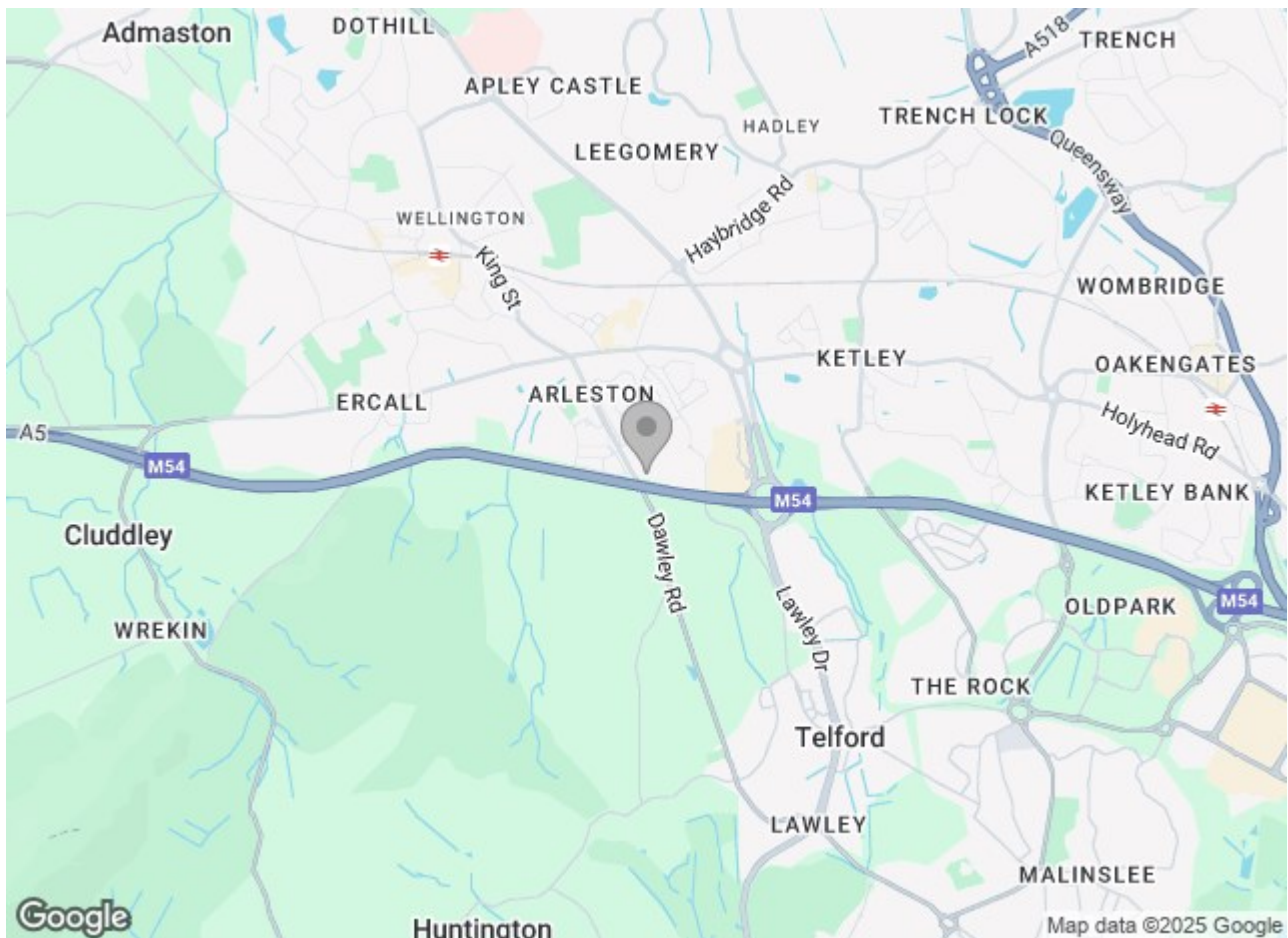 Admaston
DOTHILL
A518
TRENCH
APLEY CASTLE
TRENCH LOCK
HADLEY
LEEGOMERY
Queensway
Haybridge Rd
WELLINGTON
King St
WOMBRIDGE
KETLEY
OAKENGATES
ARLESTON
ERCALL
Holyhead Rd
A5
M54
M54
KETLEY BANK
Cluddley
Dawley Rd
Lawley Dr
M54
OLDPARK
WREKIN
THE ROCK
Telford
LAWLEY
MALINSLEE
Google
Huntington
Map data ©2025 Google